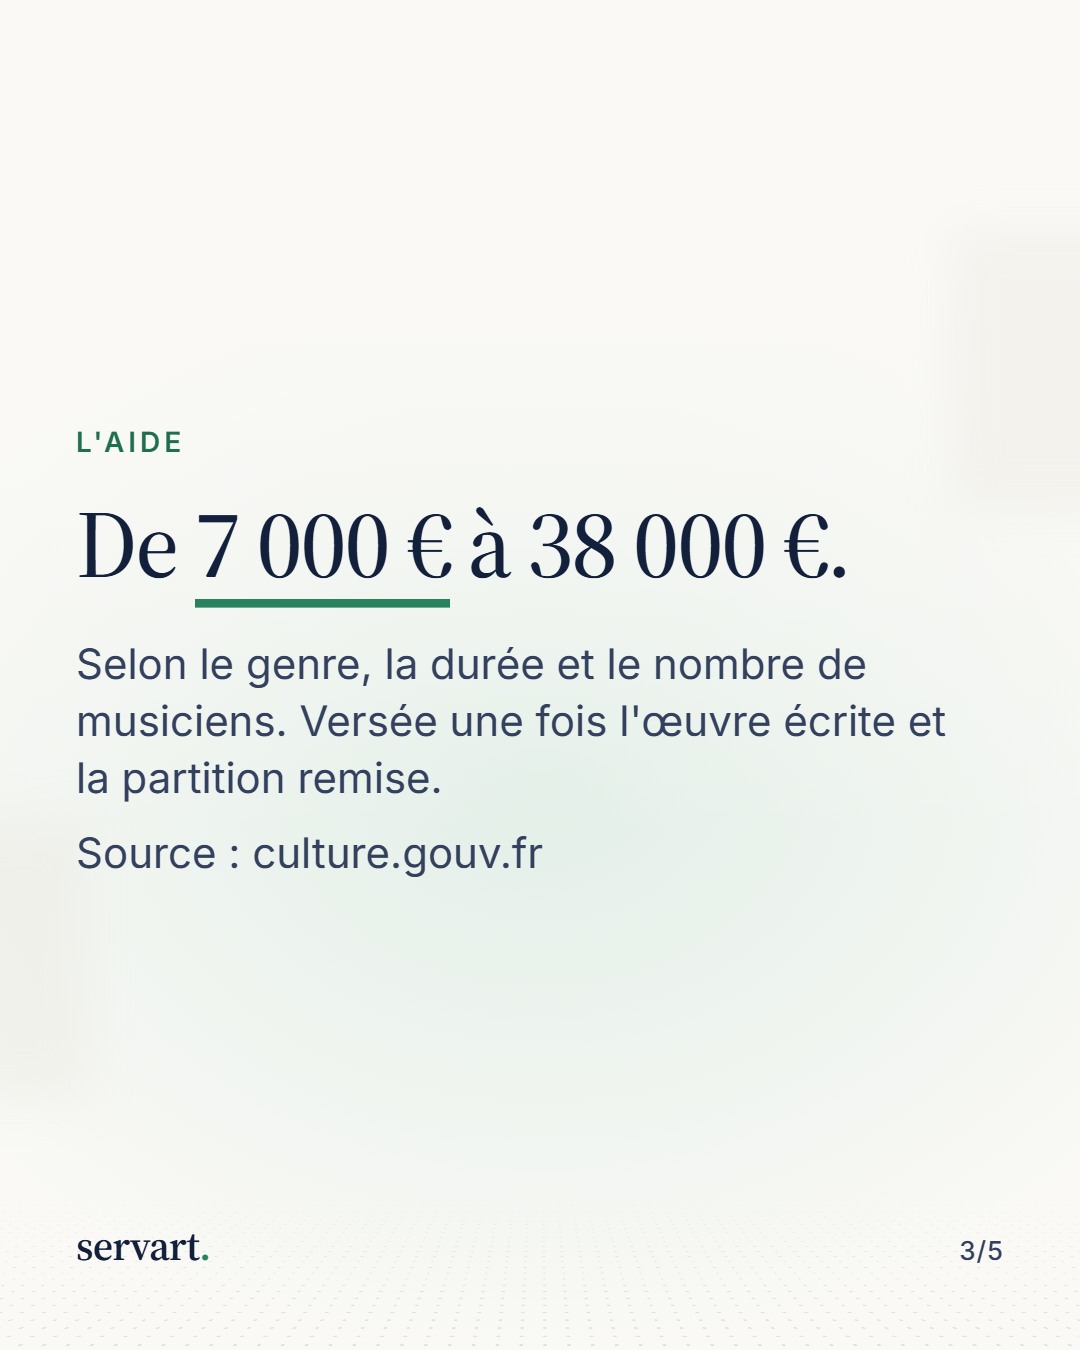 L'AIDE
De 7 000 € à 38 000 €.
Selon le genre, la durée et le nombre de
musiciens. Versée une fois l'œuvre écrite et
la partition remise.
Source : culture.gouv.fr
servart.
3/5